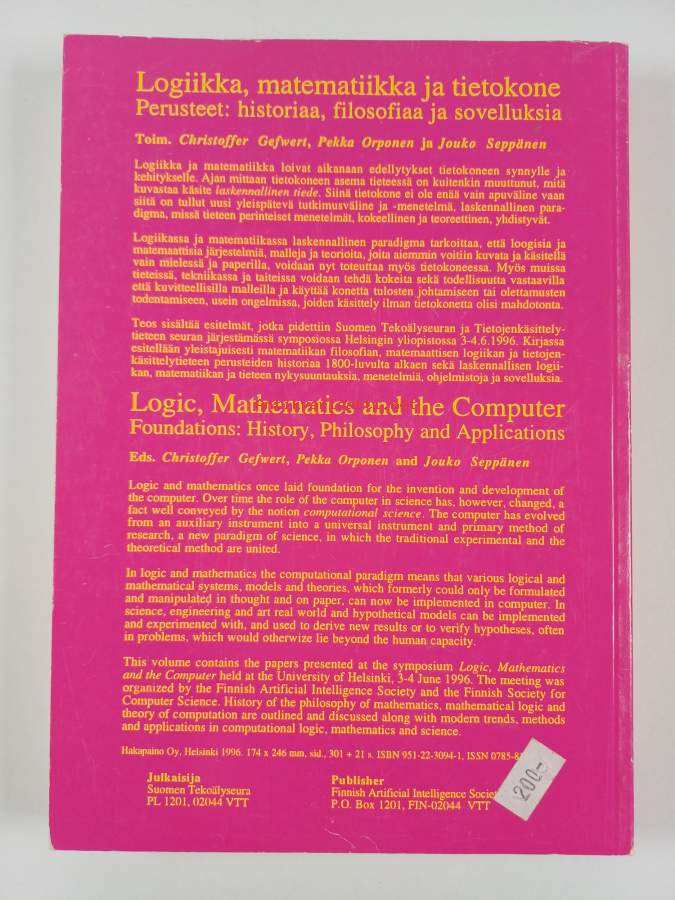 Logiikka, matematiikka ja tietokone
Perusteet: historiaa, filosofiaa ja sovelluksia
Toim. Christoffer Gefwert, Pekka Orponen ja Jouko Seppänen
Logiikka ja matematiikka loivat aikanaan edellytykset tietokoneen synnylle ja
kehitykselle. Ajan mittaan tietokoneen asema tieteessä on kuitenkin muuttunut, mitä
kuvastaa käsite laskennallinen tiede. Siinä tietokone ei ole enää vain apuväline vaan
siitä on tullut uusi yleispätevä tutkimusväline ja -menetelmä, laskennallinen para-
digma, missä tieteen perinteiset menetelmät, kokeellinen ja teoreettinen, yhdistyvät.
Logiikassa ja matematiikassa laskennallinen paradigma tarkoittaa, että loogisia ja
matemaattisia järjestelmiä, malleja ja teorioita, joita aiemmin voitiin kuvata ja käsitellä
vain mielessä ja paperilla, voidaan nyt toteuttaa myös tietokoneessa. Myös muissa
tieteissä, tekniikassa ja taiteissa voidaan tehdä kokeita sekä todellisuutta vastaavilla
että kuvitteellisilla malleilla ja käyttää konetta tulosten johtamiseen tai olettamusten
todentamiseen, usein ongelmissa, joiden käsittely ilman tietokonetta olisi mahdotonta.
Teos sisältää esitelmät, jotka pidettiin Suomen Tekoälyseuran ja Tietojenkäsittely-
tieteen seuran järjestämässä symposiossa Helsingin yliopistossa 3-4.6.1996. Kirjassa
esitellään yleistajuisesti matematiikan filosofian, matemaattisen logiikan ja tietojen-
käsittelytieteen perusteiden historiaa 1800-luvulta alkaen sekä laskennallisen logii-
kan, matematiikan ja tieteen nykysuuntauksia, menetelmiä, ohjelmistoja ja sovelluksia.
Logic, Mathematics and the Computer
Foundations: History, Philosophy and Applications
Eds. Christoffer Gefwert, Pekka Orponen and Jouko Seppänen
Logic and mathematics once laid foundation for the invention and development of
the computer. Over time the role of the computer in science has, however, changed, a
fact well conveyed by the notion computational science. The computer has evolved
from an auxiliary instrument into a universal instrument and primary method of
research, a new paradigm of science, in which the traditional experimental and the
theoretical method are united.
In logic and mathematics the computational paradigm means that various logical and
mathematical systems, models and theories, which formerly could only be formulated
and manipulated in thought and on paper, can now be implemented in computer. In
science, engineering and art real world and hypothetical models can be implemented
and experimented with, and used to derive new results or to verify hypotheses, often
in problems, which would otherwize lie beyond the human capacity.
This volume contains the papers presented at the symposium Logic, Mathematics
and the Computer held at the University of Helsinki, 3-4 June 1996. The meeting was
organized by the Finnish Artificial Intelligence Society and the Finnish Society for
Computer Science. History of the philosophy of mathematics, mathematical logic and
theory of computation are outlined and discussed along with modern trends, methods
and applications in computational logic, mathematics and science.
Hakapaino Oy, Helsinki 1996. 174 x 246 mm, sid., 301 + 21 s. ISBN 951-22-3094-1, ISSN 0785-8
Julkaisija
Suomen Tekoälyseura
PL 1201, 02044 VTT
Publisher
Finnish Artificial Intelligence Socie
P.O. Box 1201, FIN-02044 VTT
200-